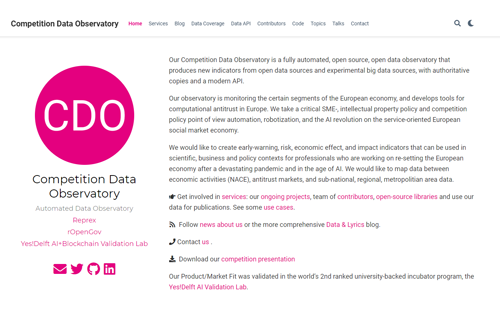 Competition Data Observatory
Home Services Blog Data Coverage Data API Contributors Code Topics Talks Contact
CDO
Competition Data
Observatory
Automated Data Observatory
Reprex
rOpenGov
Yes!Delft AI+Blockchain Validation Lab
Our Competition Data Observatory is a fully automated, open source, open data observatory that
produces new indicators from open data sources and experimental big data sources, with authoritative
copies and a modern API.
Our observatory is monitoring the certain segments of the European economy, and develops tools for
computational antitrust in Europe. We take a critical SME-, intellectual property policy and competition
policy point of view automation, robotization, and the AI revolution on the service-oriented European
social market economy.
We would like to create early-warning, risk, economic effect, and impact indicators that can be used in
scientific, business and policy contexts for professionals who are working on re-setting the European
economy after a devastating pandemic and in the age of AI. We would like to map data between
economic activities (NACE), antitrust markets, and sub-national, regional, metropolitan area data.
Get involved in services: our ongoing projects, team of contributors, open-source libraries and use our
data for publications. See some use cases.
Follow news about us or the more comprehensive Data & Lyrics blog.
Contact us .
Download our competition presentation
Our Product/Market Fit was validated in the world's 2nd ranked university-backed incubator program, the
Yes!Delft AI Validation Lab.